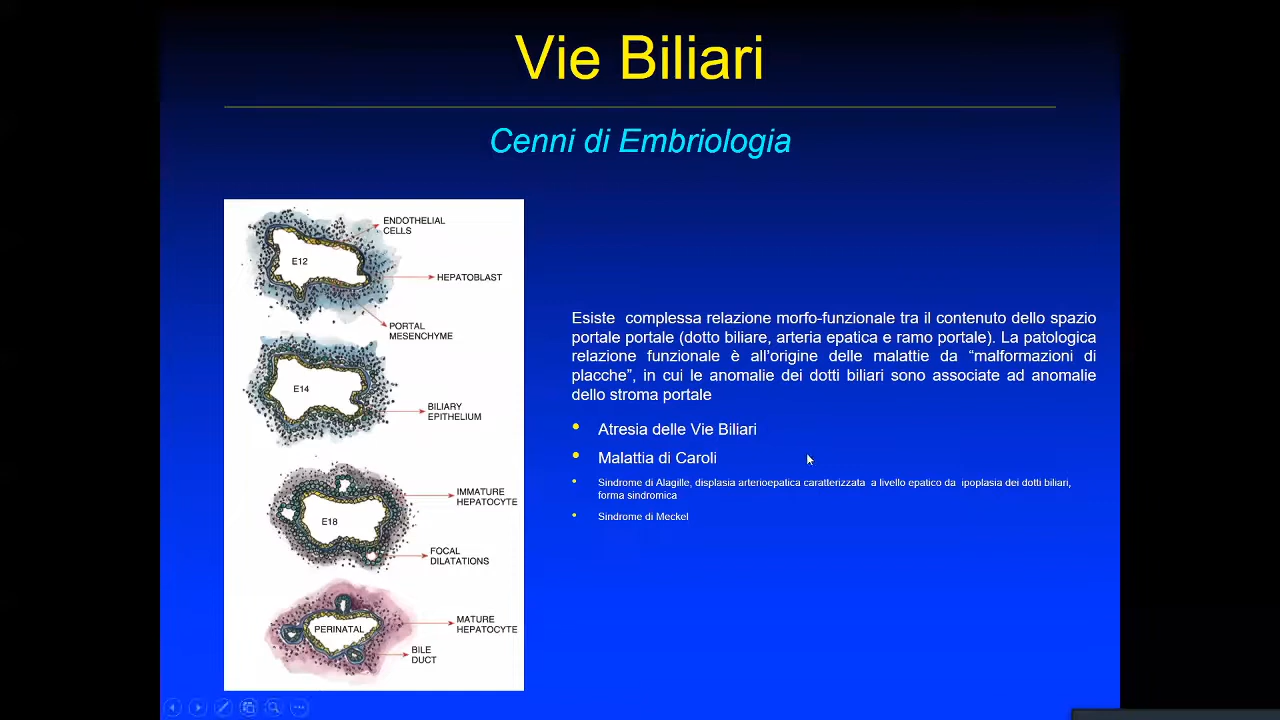 Vie Biliari
Cenni di Embriologia
ENDOTHELIAL
CELLS
E12
HEPATOBLAST
PORTAL
MESENCHYME
E14
BILIARY
EPITHELIUM
IMMATURE
HEPATOCYTE
E18
FOCAL
DILATATIONS
MATURE
HEPATOCYTE
PERINATAL
BILE
DUCT
Esiste complessa relazione morfo-funzionale tra il contenuto dello spazio
portale portale (dotto biliare, arteria epatica e ramo portale). La patologica
relazione funzionale è all’origine delle malattie da “malformazioni di
placche”, in cui le anomalie dei dotti biliari sono associate ad anomalie
dello stroma portale
• Atresia delle Vie Biliari
• Malattia di Caroli
• Sindrome di Alagille, displasia arterioepatica caratterizzata a livello epatico da ipoplasia dei dotti biliari,
forma sindromica
• Sindrome di Meckel